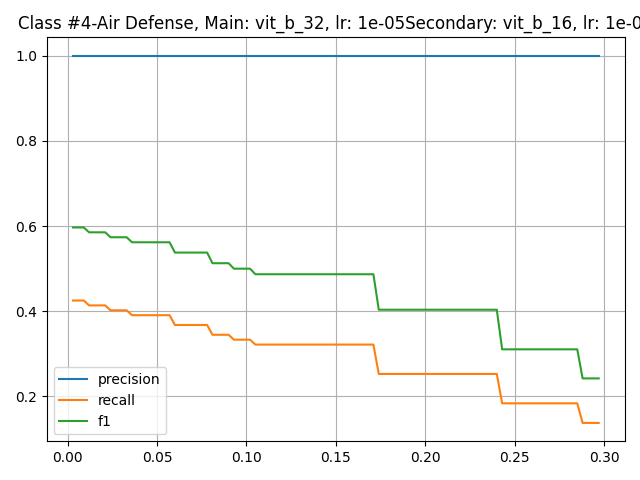 Class #4-Air Defense, Main: vit_b_32, lr: 1e-05Secondary: vit_b_16, lr: 1e-0
1.0
0.8
0.6
0.4
0.2
precision
recall
f1
0.00 0.05 0.10 0.15 0.20 0.25 0.30